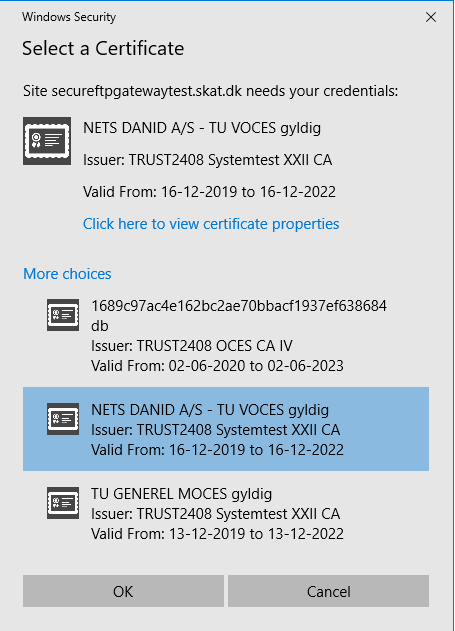 Windows Security
Select a Certificate
Site secureftpgatewaytest.skat.dk needs your credentials:
NETS DANID A/S - TU VOCES gyldig
Issuer: TRUST2408 Systemtest XXII CA
Valid From: 16-12-2019 to 16-12-2022
Click here to view certificate properties
More choices
1689c97ac4e162bc2ae70bbacf1937ef638684
db
Issuer: TRUST2408 OCES CA IV
Valid From: 02-06-2020 to 02-06-2023
NETS DANID A/S - TU VOCES gyldig
Issuer: TRUST2408 Systemtest XXII CA
Valid From: 16-12-2019 to 16-12-2022
TU GENEREL MOCES gyldig
Issuer: TRUST2408 Systemtest XXII CA
Valid From: 13-12-2019 to 13-12-2022
OK
Cancel